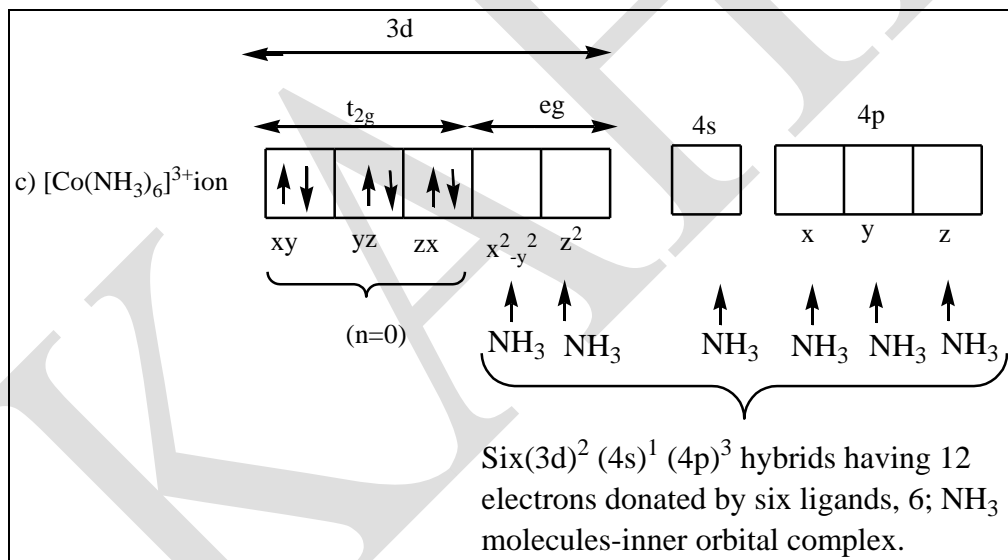 3d
t₂g eg
4s 4p
c) [Co(NH₃)₆]³⁺ion
xy yz zx x²-y² z² x y z
(n=0)
NH₃ NH₃ NH₃ NH₃ NH₃ NH₃
Six(3d)² (4s)¹ (4p)³ hybrids having 12
electrons donated by six ligands, 6; NH₃
molecules-inner orbital complex.